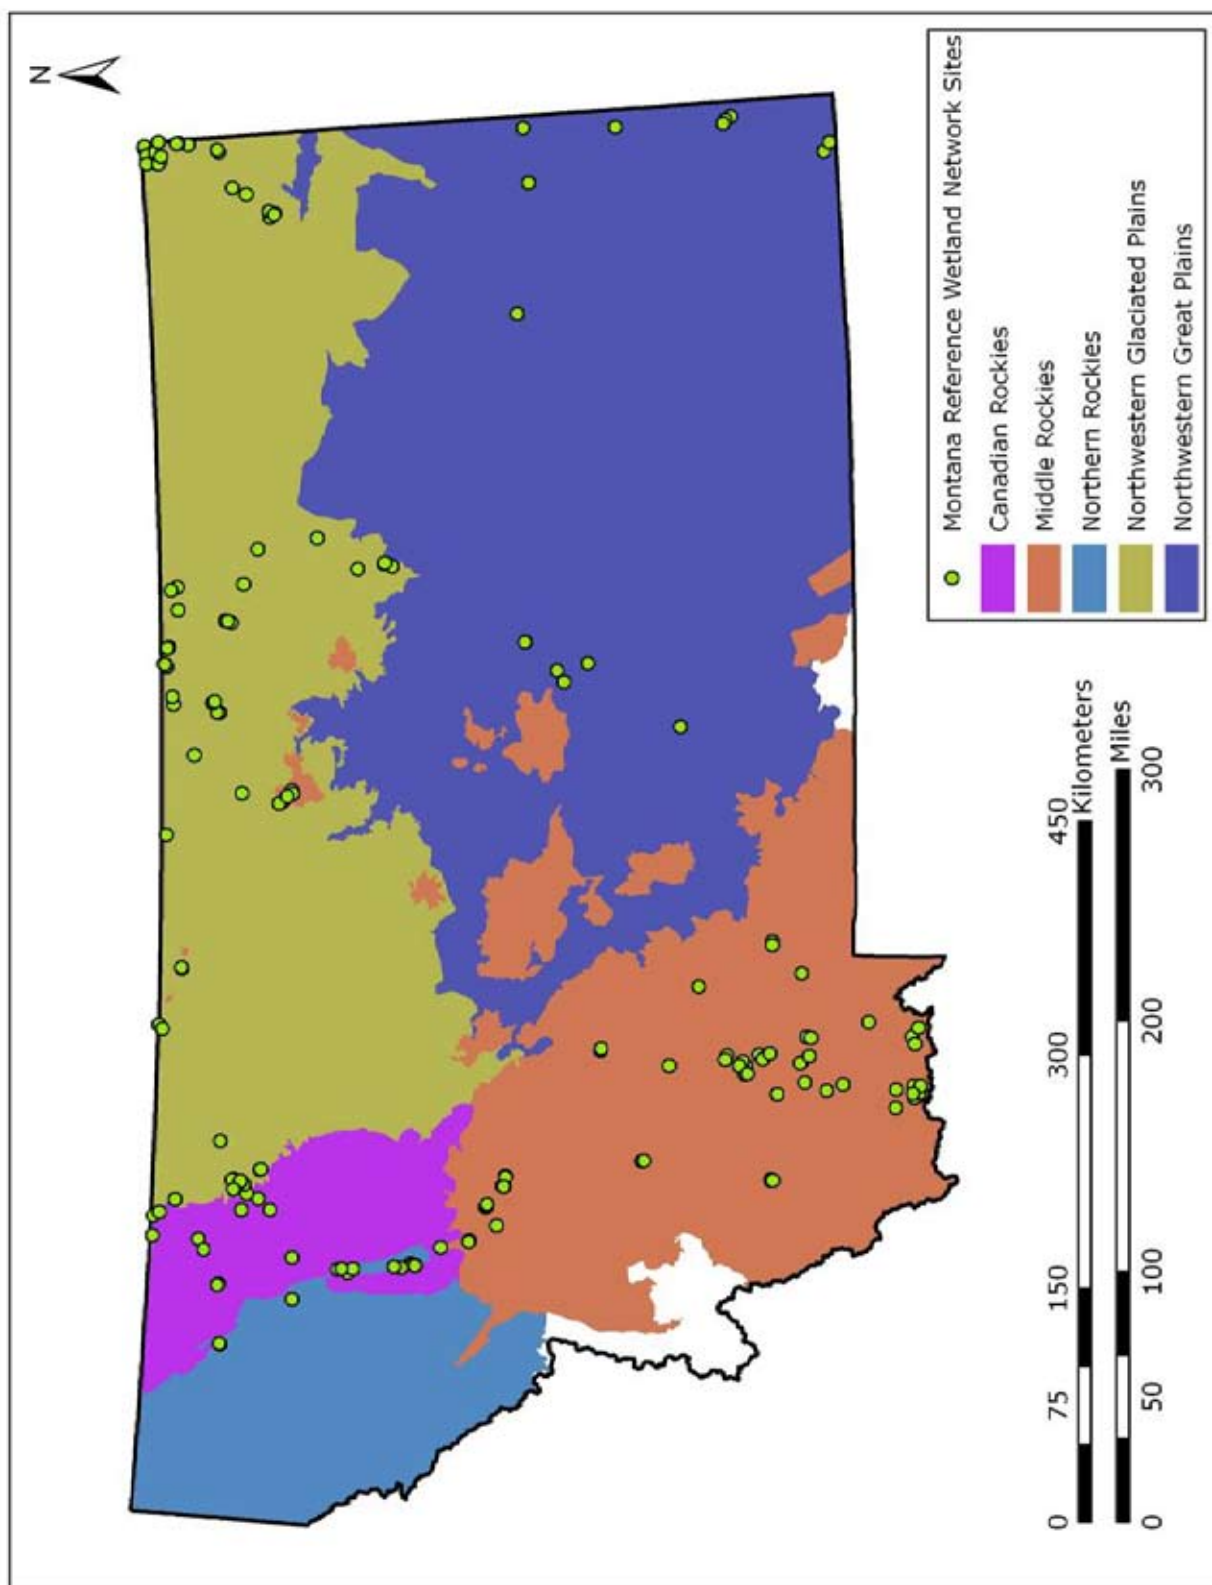 N
Montana Reference Wetland Network Sites
Canadian Rockies
Middle Rockies
Northern Rockies
Northwestern Glaciated Plains
Northwestern Great Plains
0 75 150 300 450
Kilometers
Miles
0 50 100 200 300